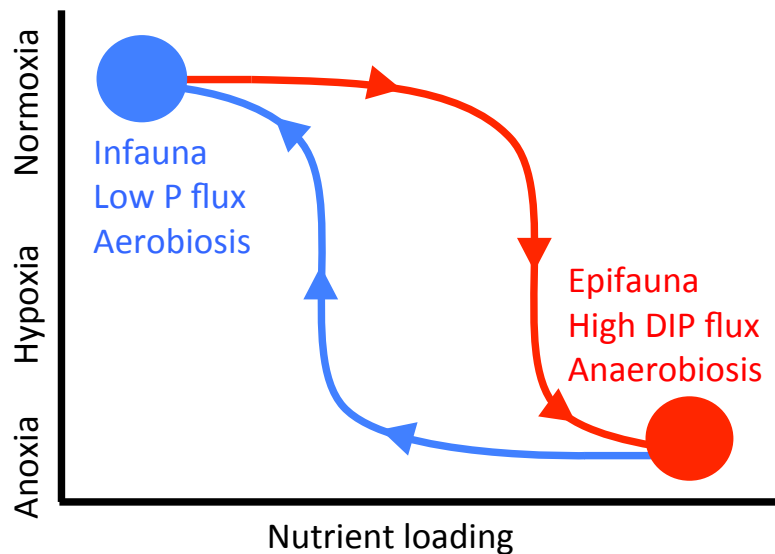 Normoxia
Hypoxia
Anoxia
Infauna
Low P flux
Aerobiosis
Epifauna
High DIP flux
Anaerobiosis
Nutrient loading